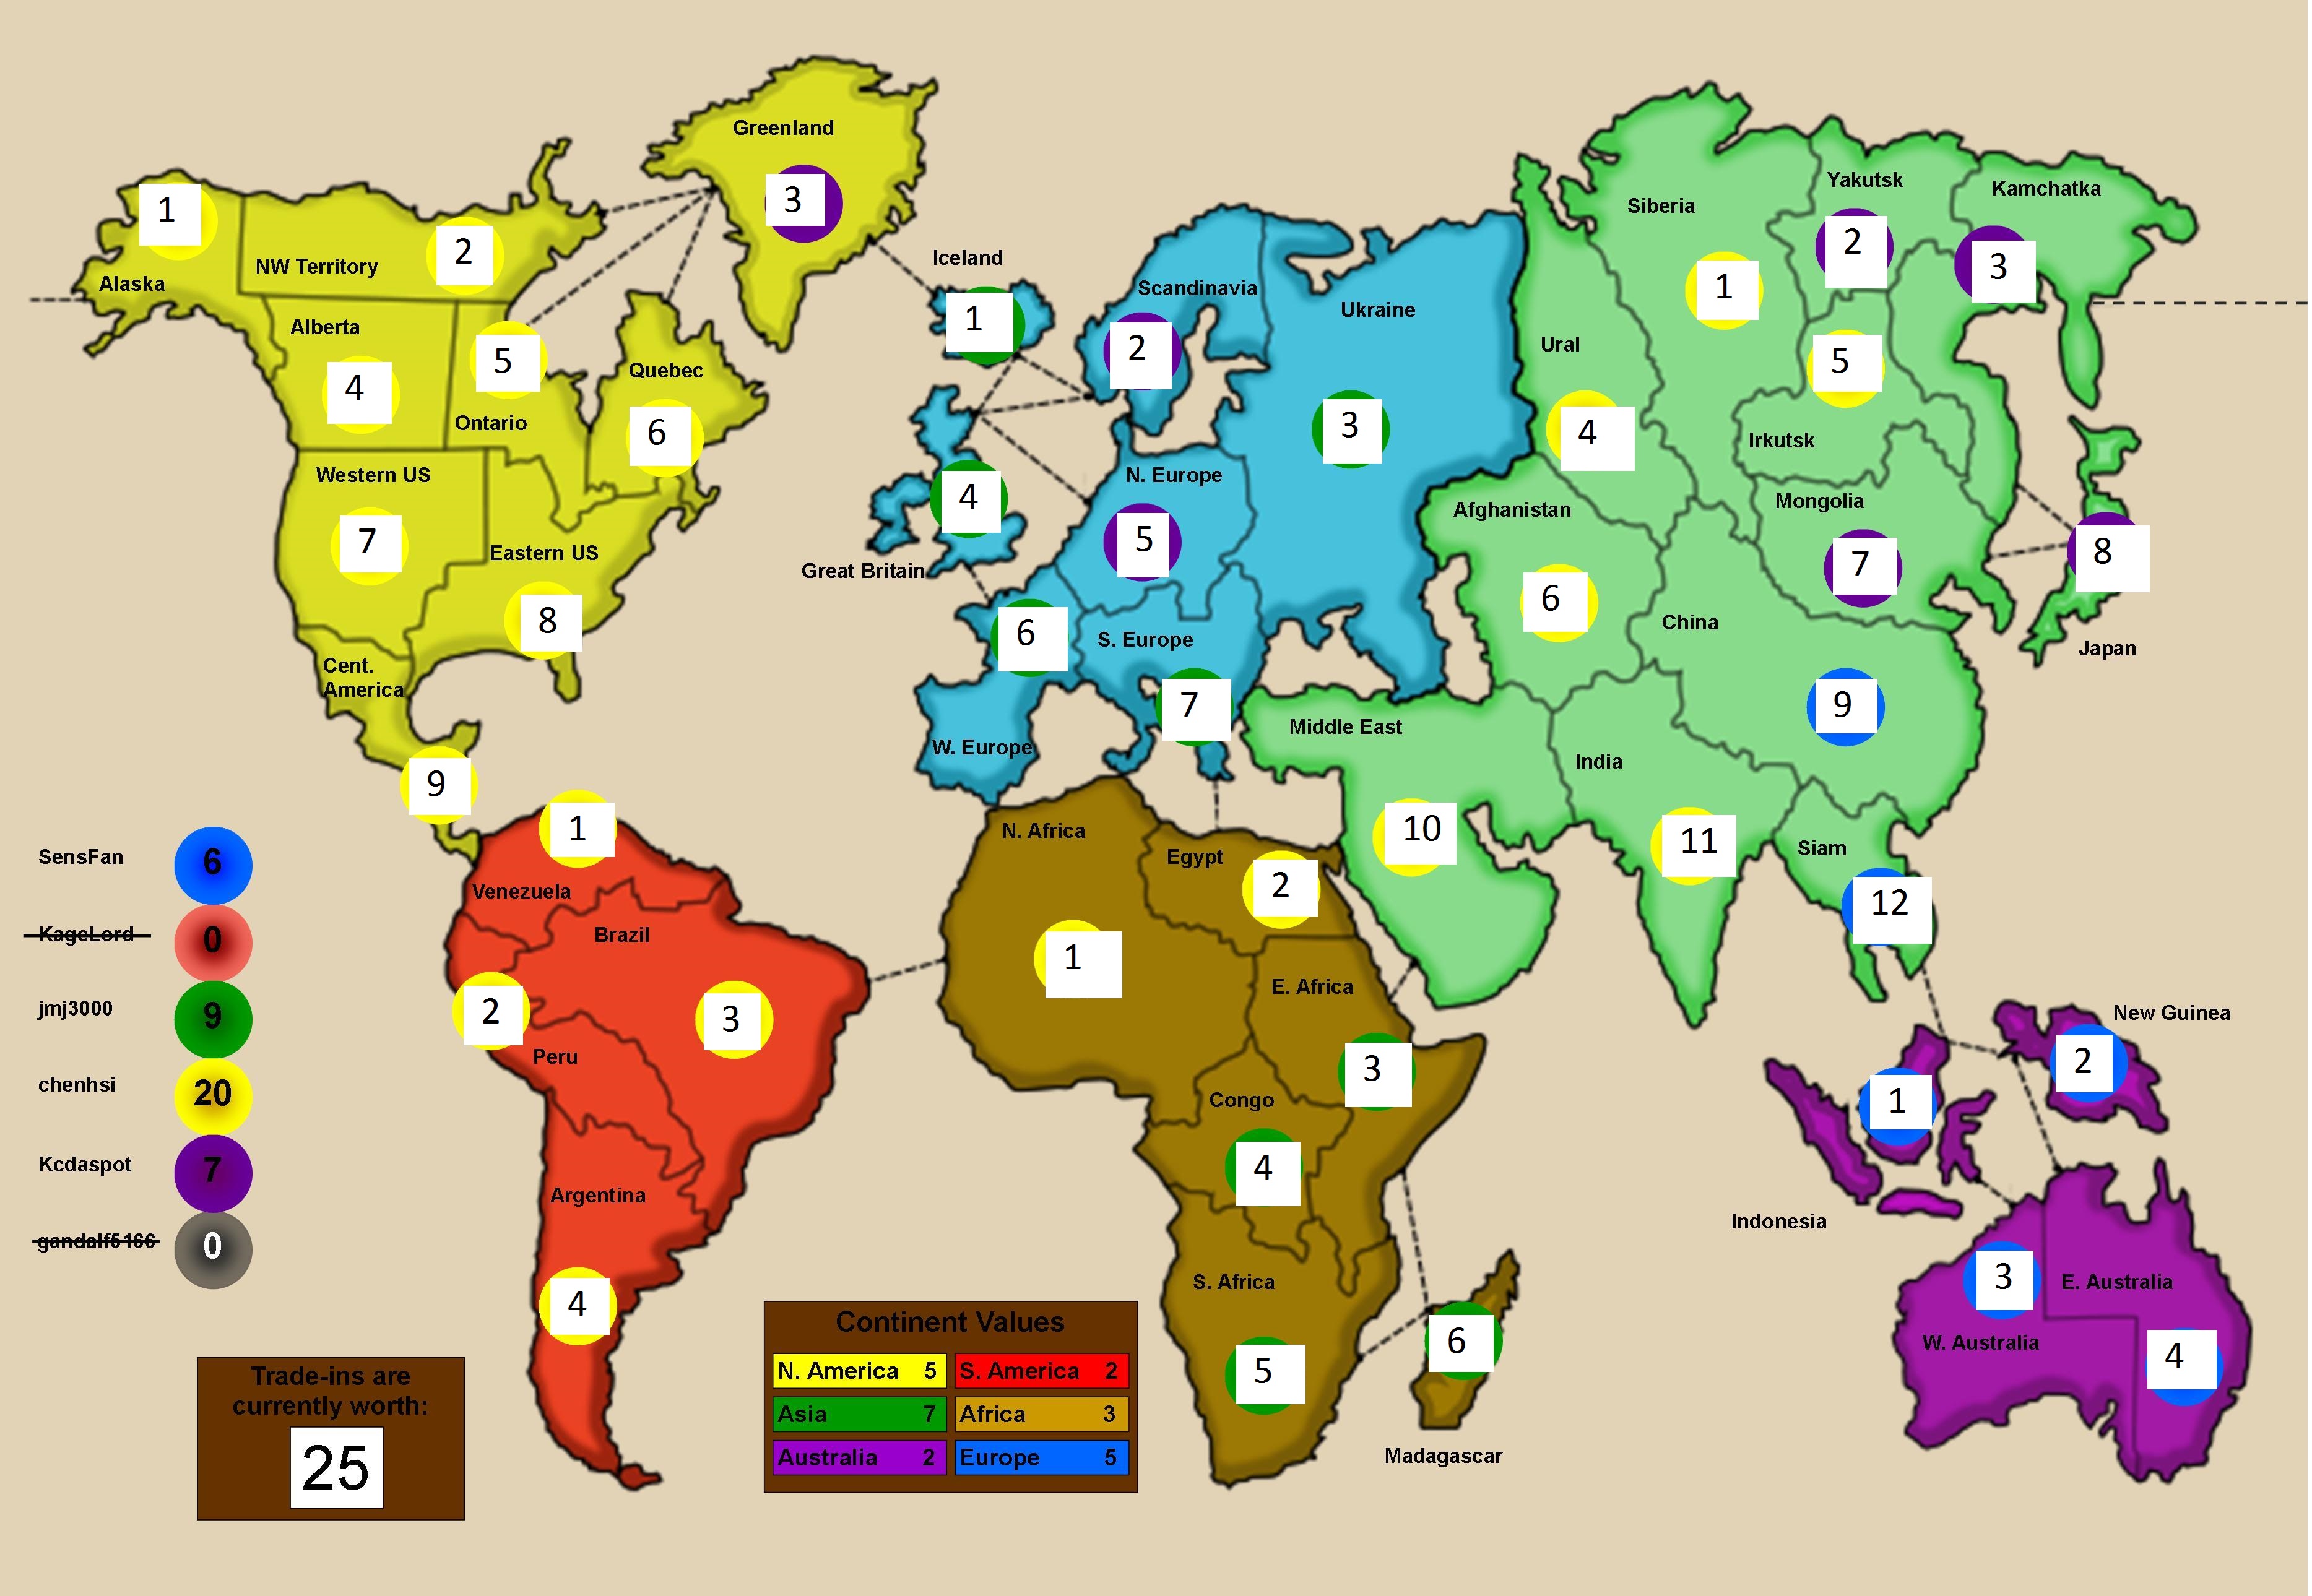 Greenland
3
1
Alaska
NW Territory
2
Alberta
4
5
Ontario
Quebec
6
Western US
7
Eastern US
8
Cent.
America
9
Iceland
1
Scandinavia
2
Ukraine
3
Great Britain
4
N. Europe
5
6
W. Europe
S. Europe
7
Siberia
1
Yakutsk
2
Kamchatka
3
Ural
4
5
Irkutsk
Afghanistan
6
Mongolia
7
8
Japan
China
9
Middle East
10
India
11
Siam
12
1
Venezuela
2
Peru
Brazil
3
Argentina
4
N. Africa
1
Egypt
2
E. Africa
3
Congo
4
S. Africa
5
6
Madagascar
1
Indonesia
New Guinea
2
3
W. Australia
E. Australia
4
SensFan 6
KageLord 0
jmj3000 9
chenhsi 20
Kcdaspot 7
gandalf5166 0
Trade-ins are
currently worth:
25
Continent Values
N. America 5 S. America 2
Asia 7 Africa 3
Australia 2 Europe 5